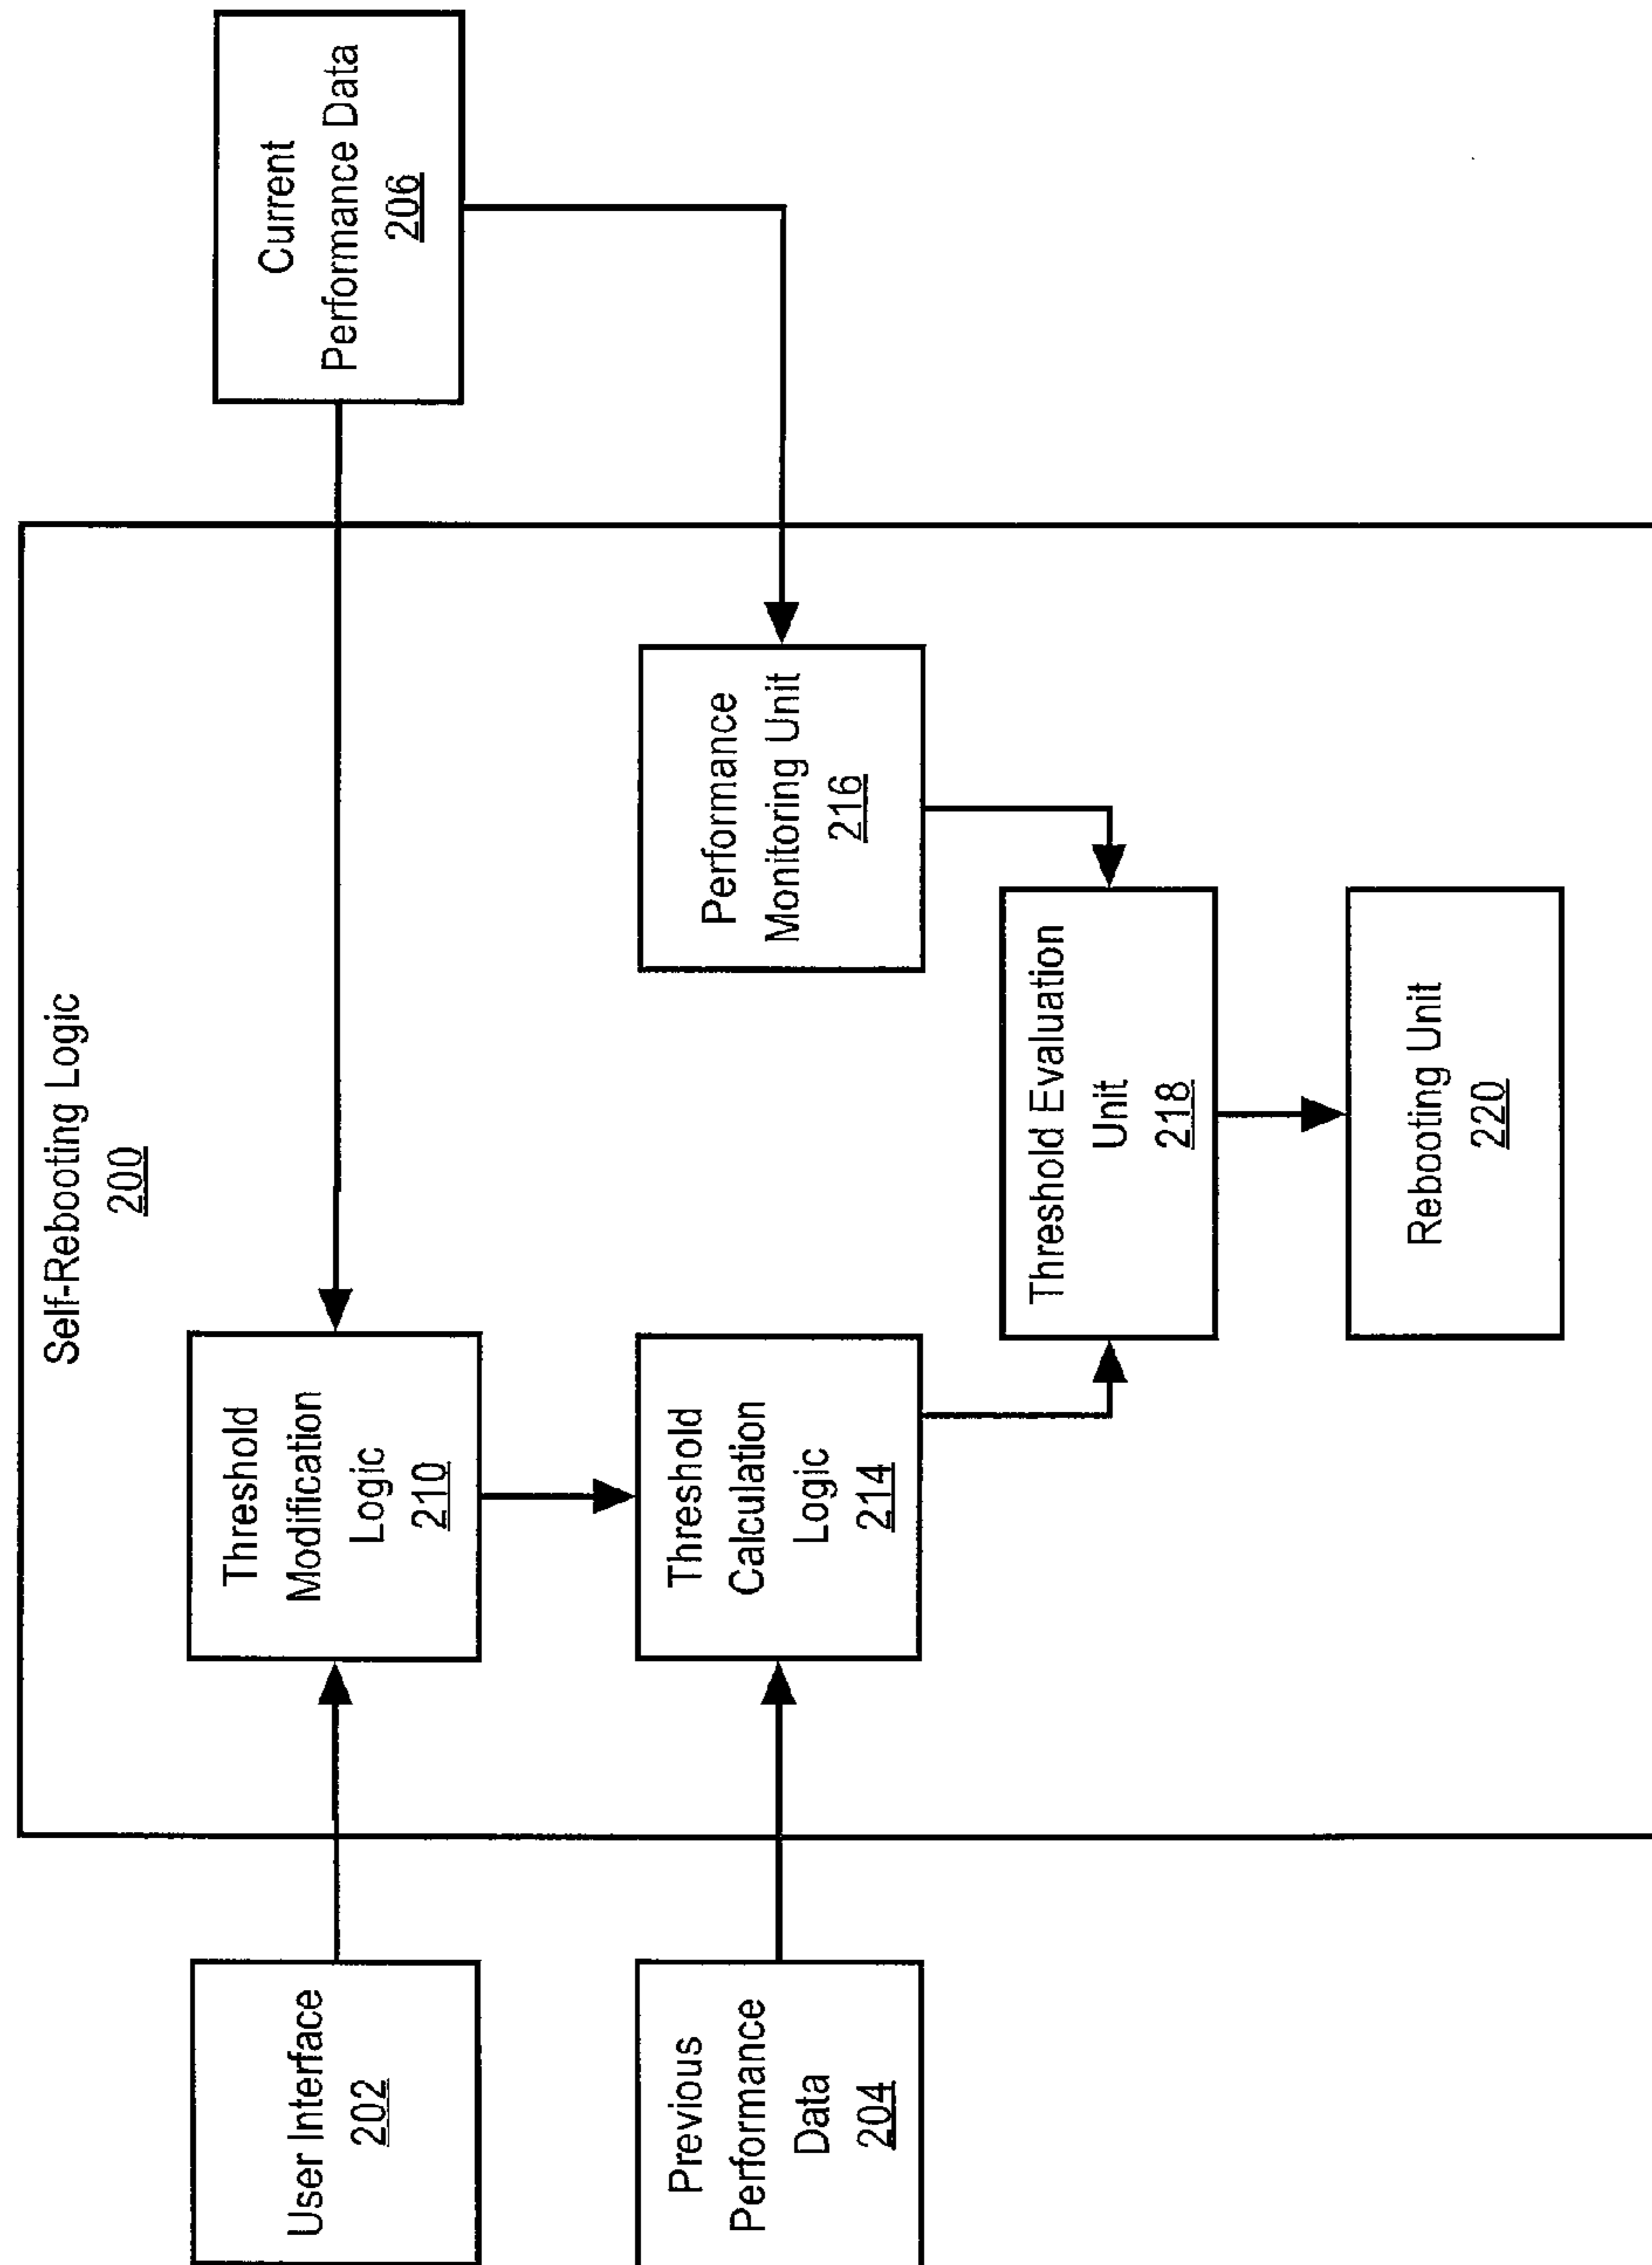 Self-Rebooting Logic
200
User Interface
202
Threshold
Modification
Logic
210
Current
Performance Data
206
Previous
Performance
Data
204
Threshold
Calculation
Logic
214
Performance
Monitoring Unit
216
Threshold Evaluation
Unit
218
Rebooting Unit
220